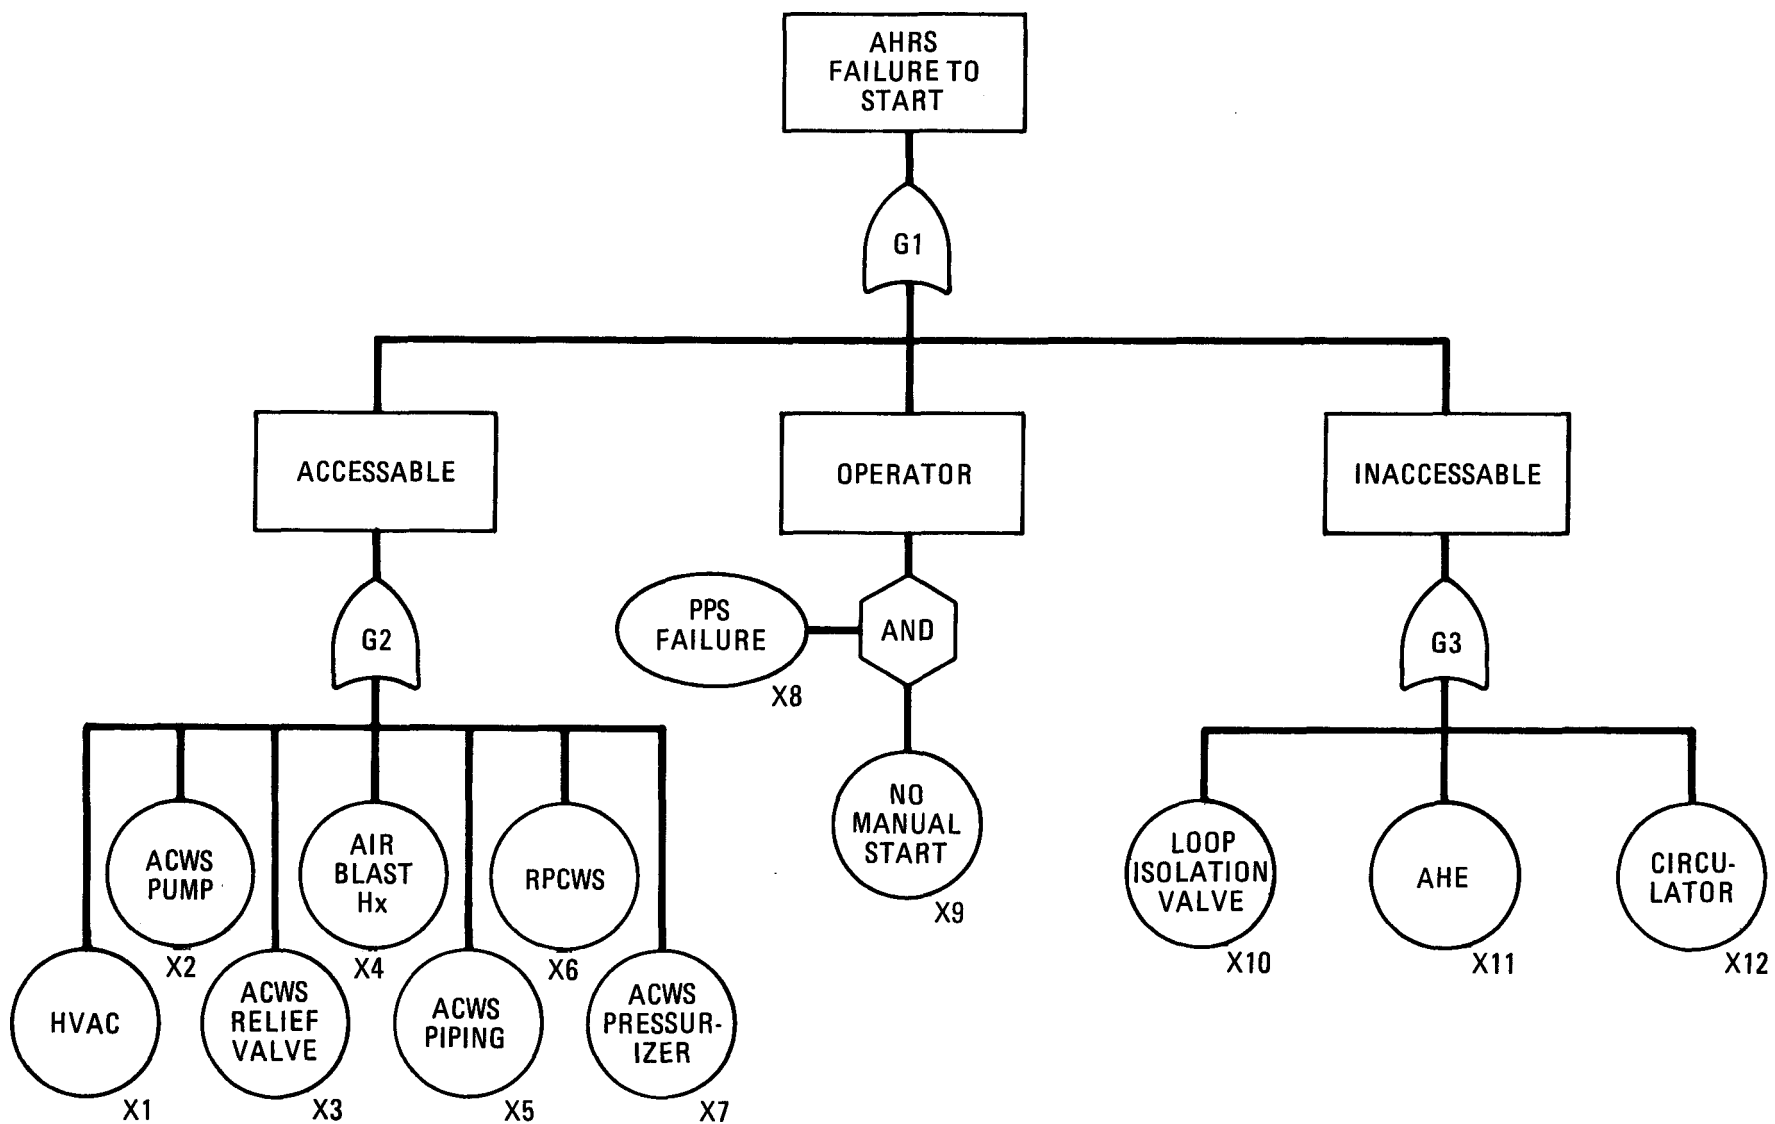 AHRS
FAILURE TO
START
G1
ACCESSABLE
OPERATOR
INACCESSABLE
G2
PPS
FAILURE
X8
AND
G3
NO
MANUAL
START
X9
HVAC
X1
ACWS
PUMP
X2
ACWS
RELIEF
VALVE
X3
AIR
BLAST
Hx
X4
ACWS
PIPING
X5
RPCWS
X6
ACWS
PRESSUR-
IZER
X7
LOOP
ISOLATION
VALVE
X10
AHE
X11
CIRCU-
LATOR
X12